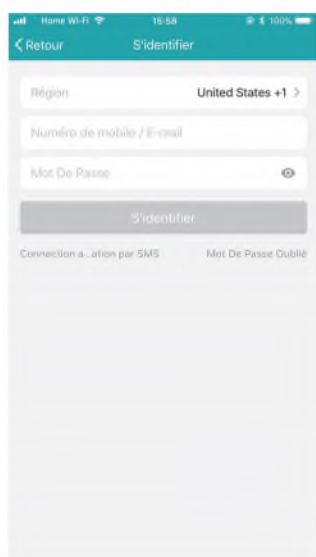 Home Wi-Fi 16:58 100%
Retour S'identifier
Région United States +1
Numéro de mobile / E-mail
Mot De Passe
S'identifier
Connection a...ation par SMS Mot De Passe Oublié